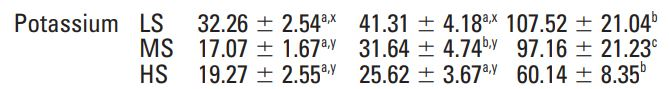 Potassium LS 32.26 ± 2.54a,x 41.31 ± 4.18a,x 107.52 ± 21.04b
MS 17.07 ± 1.67a,y 31.64 ± 4.74b,y 97.16 ± 21.23c
HS 19.27 ± 2.55a,y 25.62 ± 3.67a,y 60.14 ± 8.35b